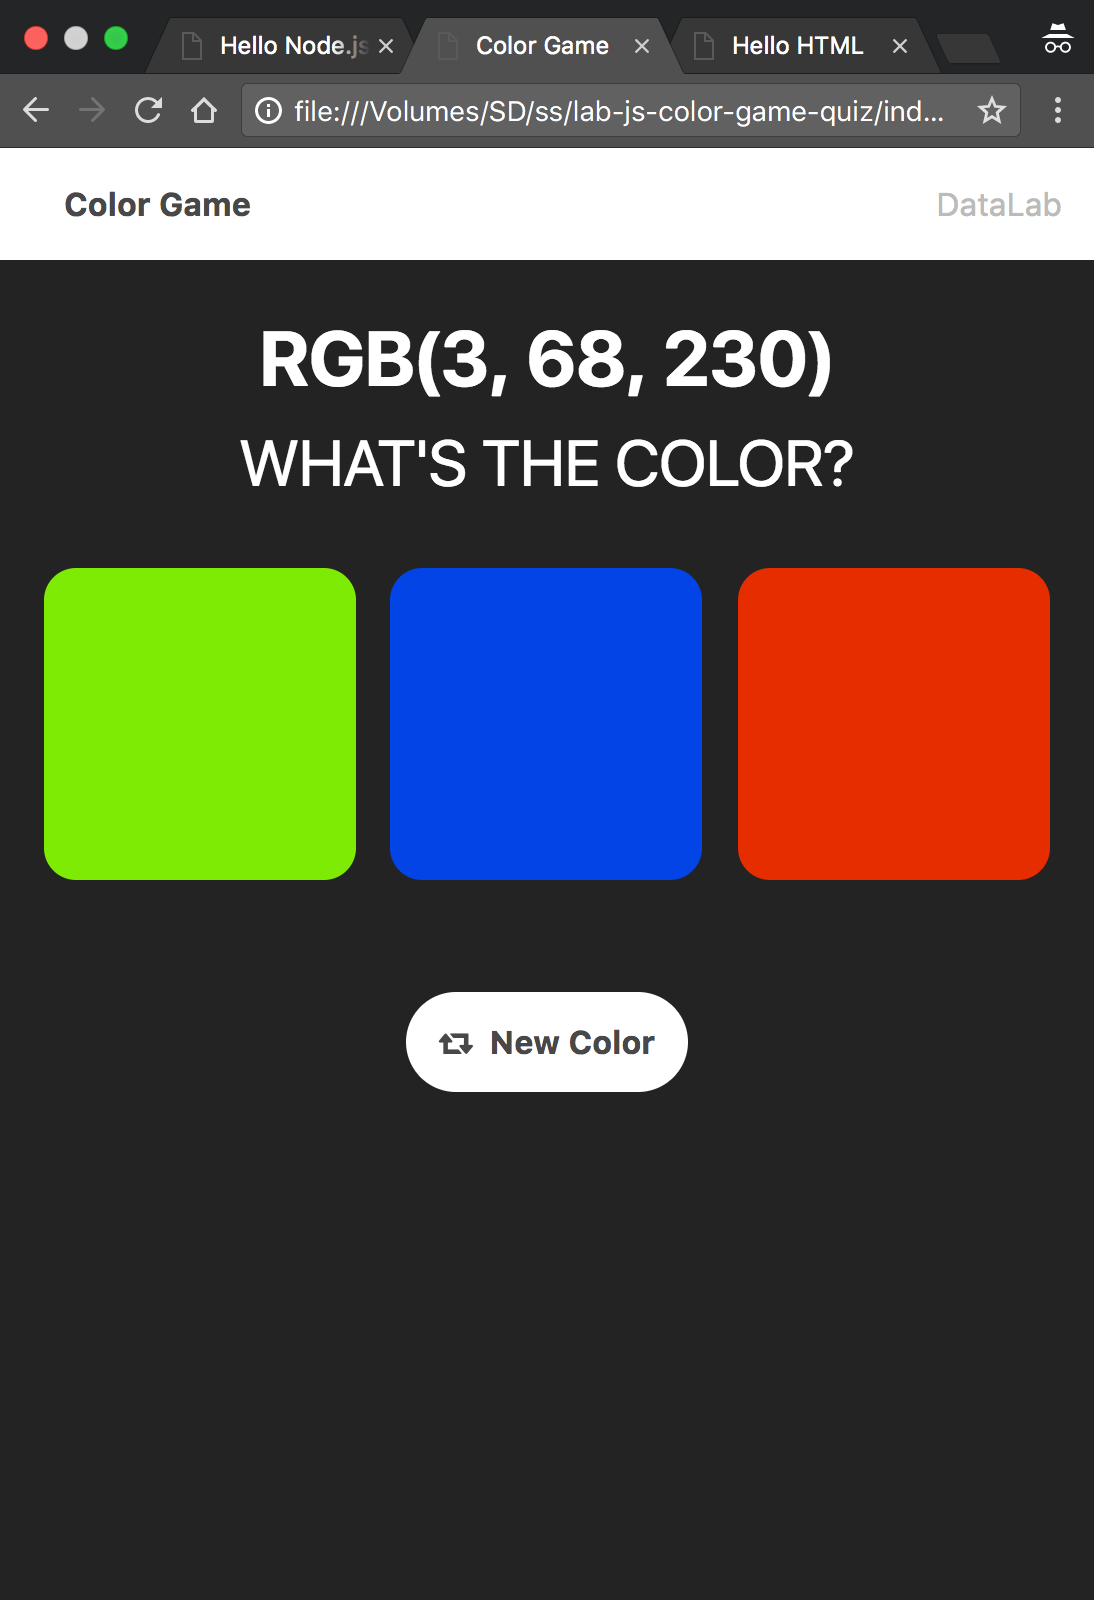 Hello Node.js
Color Game
Hello HTML
file:///Volumes/SD/ss/lab-js-color-game-quiz/ind...
Color Game
DataLab
RGB(3, 68, 230)
WHAT'S THE COLOR?
New Color